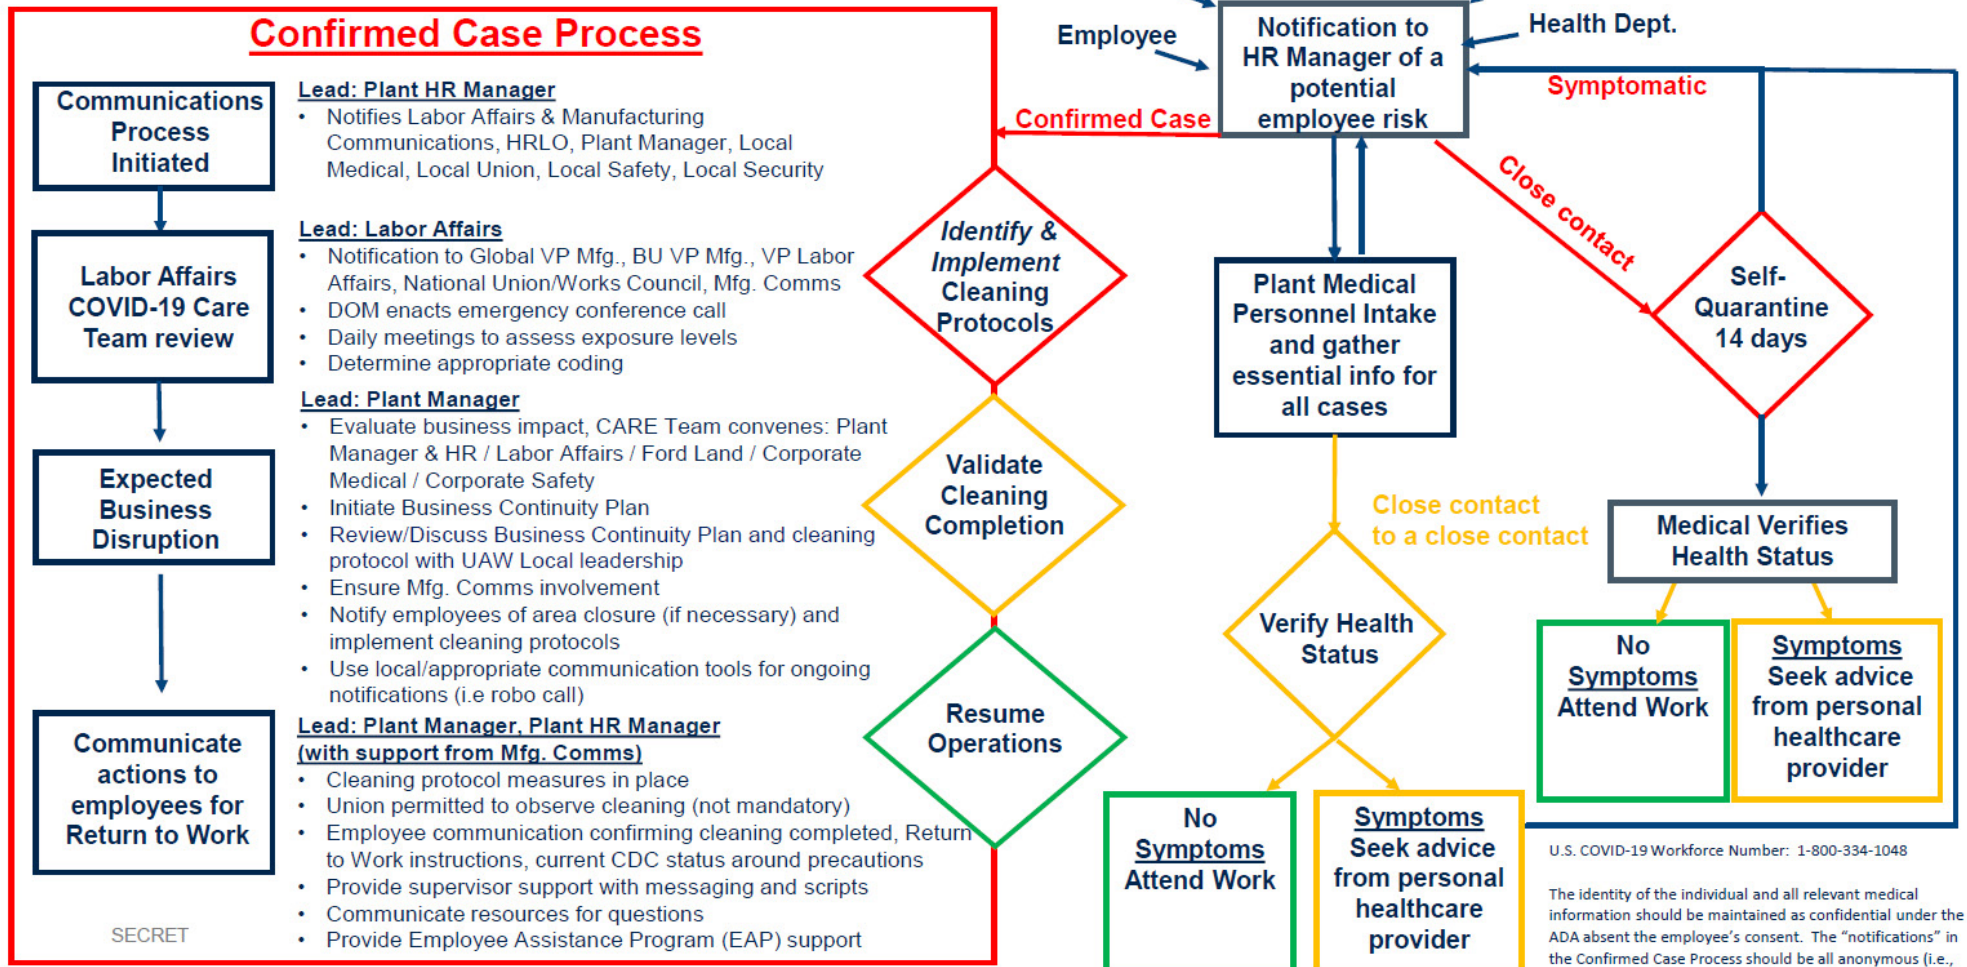 Confirmed Case Process
Communications
Process
Initiated
Lead: Plant HR Manager
• Notifies Labor Affairs & Manufacturing
Communications, HRLO, Plant Manager, Local
Medical, Local Union, Local Safety, Local Security
Labor Affairs
COVID-19 Care
Team review
Lead: Labor Affairs
• Notification to Global VP Mfg., BU VP Mfg., VP Labor
Affairs, National Union/Works Council, Mfg. Comms
• DOM enacts emergency conference call
• Daily meetings to assess exposure levels
• Determine appropriate coding
Expected
Business
Disruption
Lead: Plant Manager
• Evaluate business impact, CARE Team convenes: Plant
Manager & HR / Labor Affairs / Ford Land / Corporate
Medical / Corporate Safety
• Initiate Business Continuity Plan
• Review/Discuss Business Continuity Plan and cleaning
protocol with UAW Local leadership
• Ensure Mfg. Comms involvement
• Notify employees of area closure (if necessary) and
implement cleaning protocols
• Use local/appropriate communication tools for ongoing
notifications (i.e robo call)
Communicate
actions to
employees for
Return to Work
Lead: Plant Manager, Plant HR Manager
(with support from Mfg. Comms)
• Cleaning protocol measures in place
• Union permitted to observe cleaning (not mandatory)
• Employee communication confirming cleaning completed, Return
to Work instructions, current CDC status around precautions
• Provide supervisor support with messaging and scripts
• Communicate resources for questions
• Provide Employee Assistance Program (EAP) support
SECRET
Identify &
Implement
Cleaning
Protocols
Validate
Cleaning
Completion
Resume
Operations
Employee
Notification to
HR Manager of a
potential
employee risk
Health Dept.
Symptomatic
Confirmed Case
Close contact
Plant Medical
Personnel Intake
and gather
essential info for
all cases
Self-
Quarantine
14 days
Close contact
to a close contact
Medical Verifies
Health Status
Verify Health
Status
No
Symptoms
Attend Work
Symptoms
Seek advice
from personal
healthcare
provider
No
Symptoms
Attend Work
Symptoms
Seek advice
from personal
healthcare
provider
U.S. COVID-19 Workforce Number: 1-800-334-1048
The identity of the individual and all relevant medical
information should be maintained as confidential under the
ADA absent the employee's consent. The "notifications" in
the Confirmed Case Process should be all anonymous (i.e.,